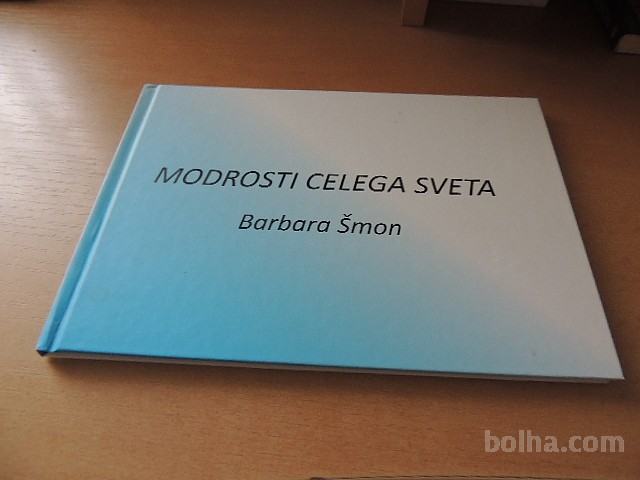 MODROSTI CELEGA SVETA
Barbara Šmon
bolha.com